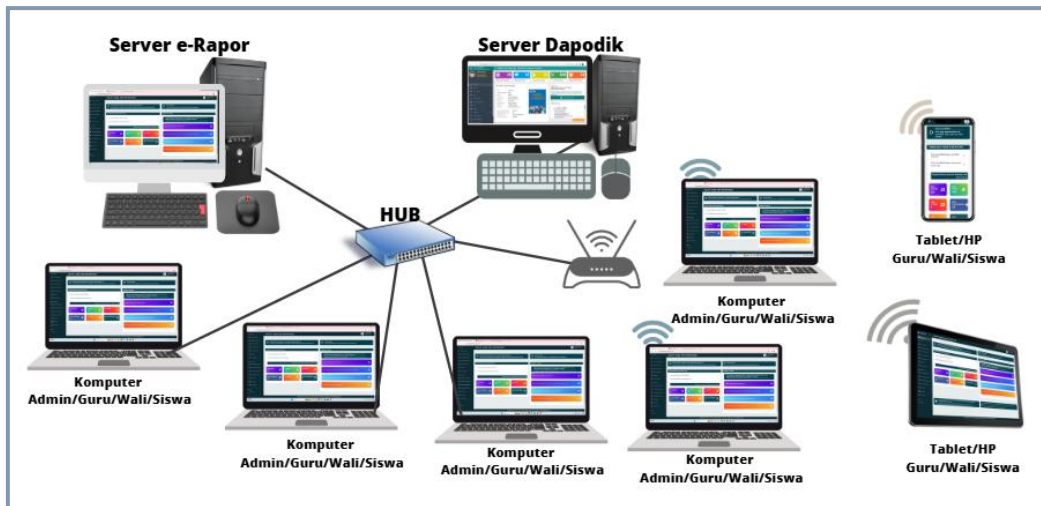 Server e-Rapor
Server Dapodik
HUB
Tablet/HP
Guru/Wali/Siswa
Komputer
Admin/Guru/Wali/Siswa
Komputer
Admin/Guru/Wali/Siswa
Komputer
Admin/Guru/Wali/Siswa
Komputer
Admin/Guru/Wali/Siswa
Komputer
Admin/Guru/Wali/Siswa
Tablet/HP
Guru/Wali/Siswa